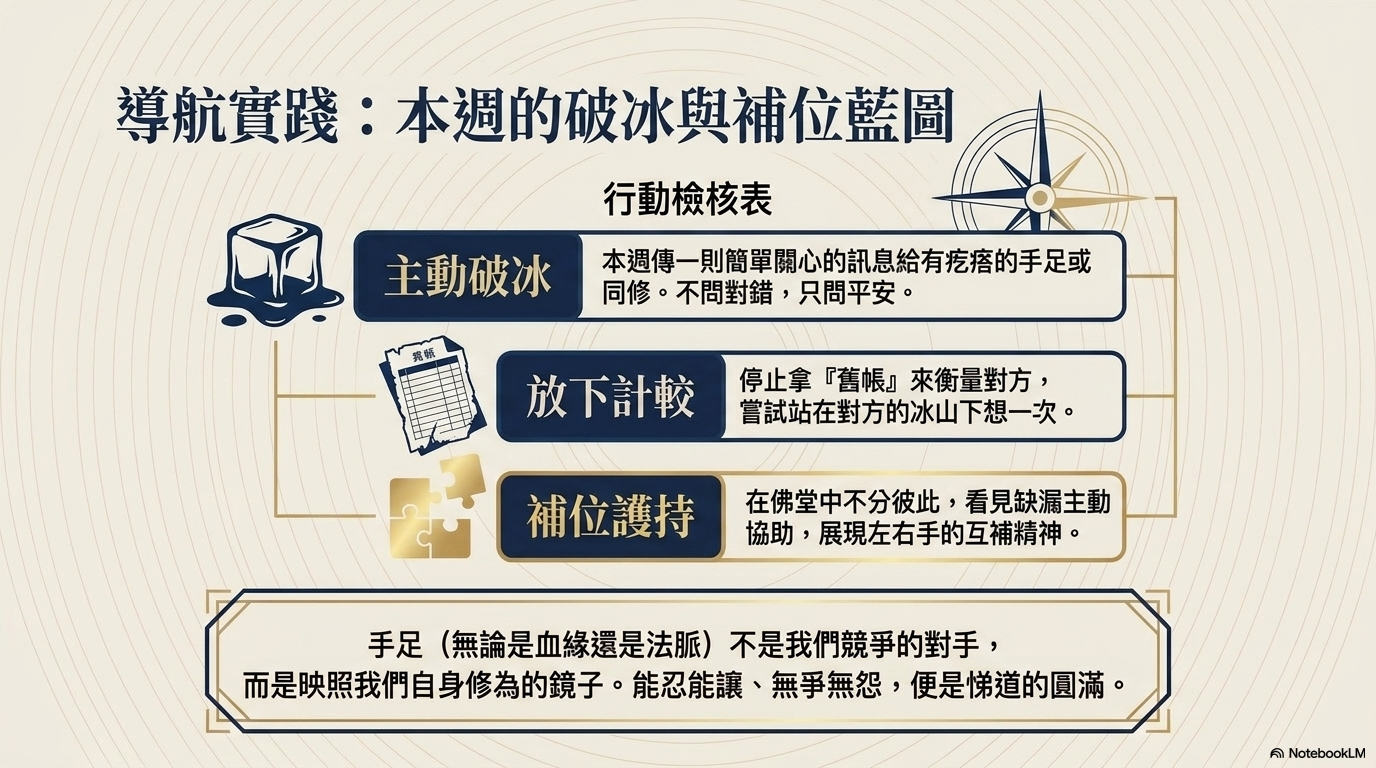 導航實踐：本週的破冰與補位藍圖
行動檢核表
主動破冰
本週傳一則簡單關心的訊息給有疙瘩的手足或
同修。不問對錯，只問平安。
放下計較
停止拿『舊帳』來衡量對方，
嘗試站在對方的冰山下想一次。
補位護持
在佛堂中不分彼此，看見缺漏主動
協助，展現左右手的互補精神。
手足（無論是血緣還是法脈）不是我們競爭的對手，
而是映照我們自身修為的鏡子。能忍能讓、無爭無怨，便是悌道的圓滿。
NotebookLM